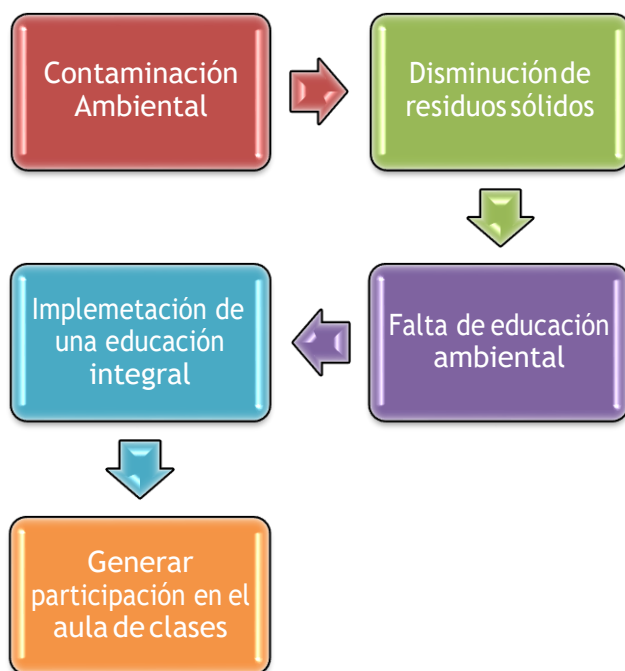 Contaminación
Ambiental
Disminución de
residuos sólidos
Falta de educación
ambiental
Implemetación de
una educación
integral
Generar
participación en el
aula de clases